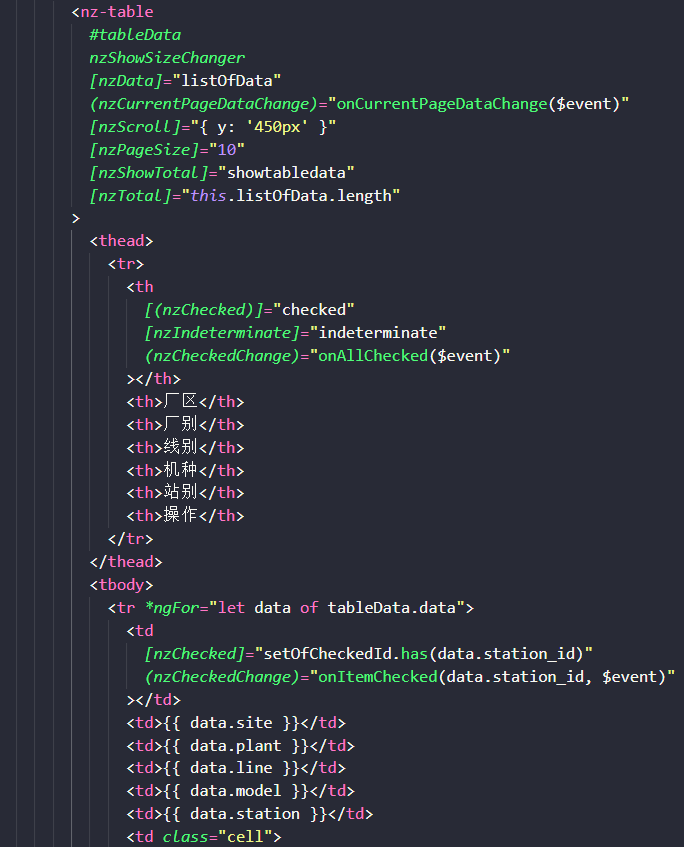 <nz-table
#tableData
nzShowSizeChanger
[nzData]="listOfData"
(nzCurrentPageDataChange)="onCurrentPageDataChange($event)"
[nzScroll]="{ y: '450px' }"
[nzPageSize]="10"
[nzShowTotal]="showtabledata"
[nzTotal]="this.listOfData.length"
>
<thead>
<tr>
<th
[(nzChecked)]="checked"
[nzIndeterminate]="indeterminate"
(nzCheckedChange)="onAllChecked($event)"
></th>
<th>厂区</th>
<th>厂别</th>
<th>线别</th>
<th>机种</th>
<th>站别</th>
<th>操作</th>
</tr>
</thead>
<tbody>
<tr *ngFor="let data of tableData.data">
<td
[nzChecked]="setOfCheckedId.has(data.station_id)"
(nzCheckedChange)="onItemChecked(data.station_id, $event)"
></td>
<td>{{ data.site }}</td>
<td>{{ data.plant }}</td>
<td>{{ data.line }}</td>
<td>{{ data.model }}</td>
<td>{{ data.station }}</td>
<td class="cell">